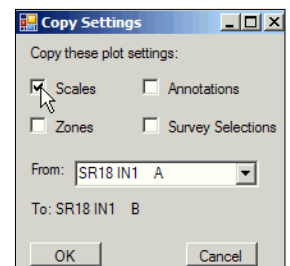 Copy Settings
Copy these plot settings:
Scales Annotations
Zones Survey Selections
From: SR18 IN1 A
To: SR18 IN1 B
OK Cancel